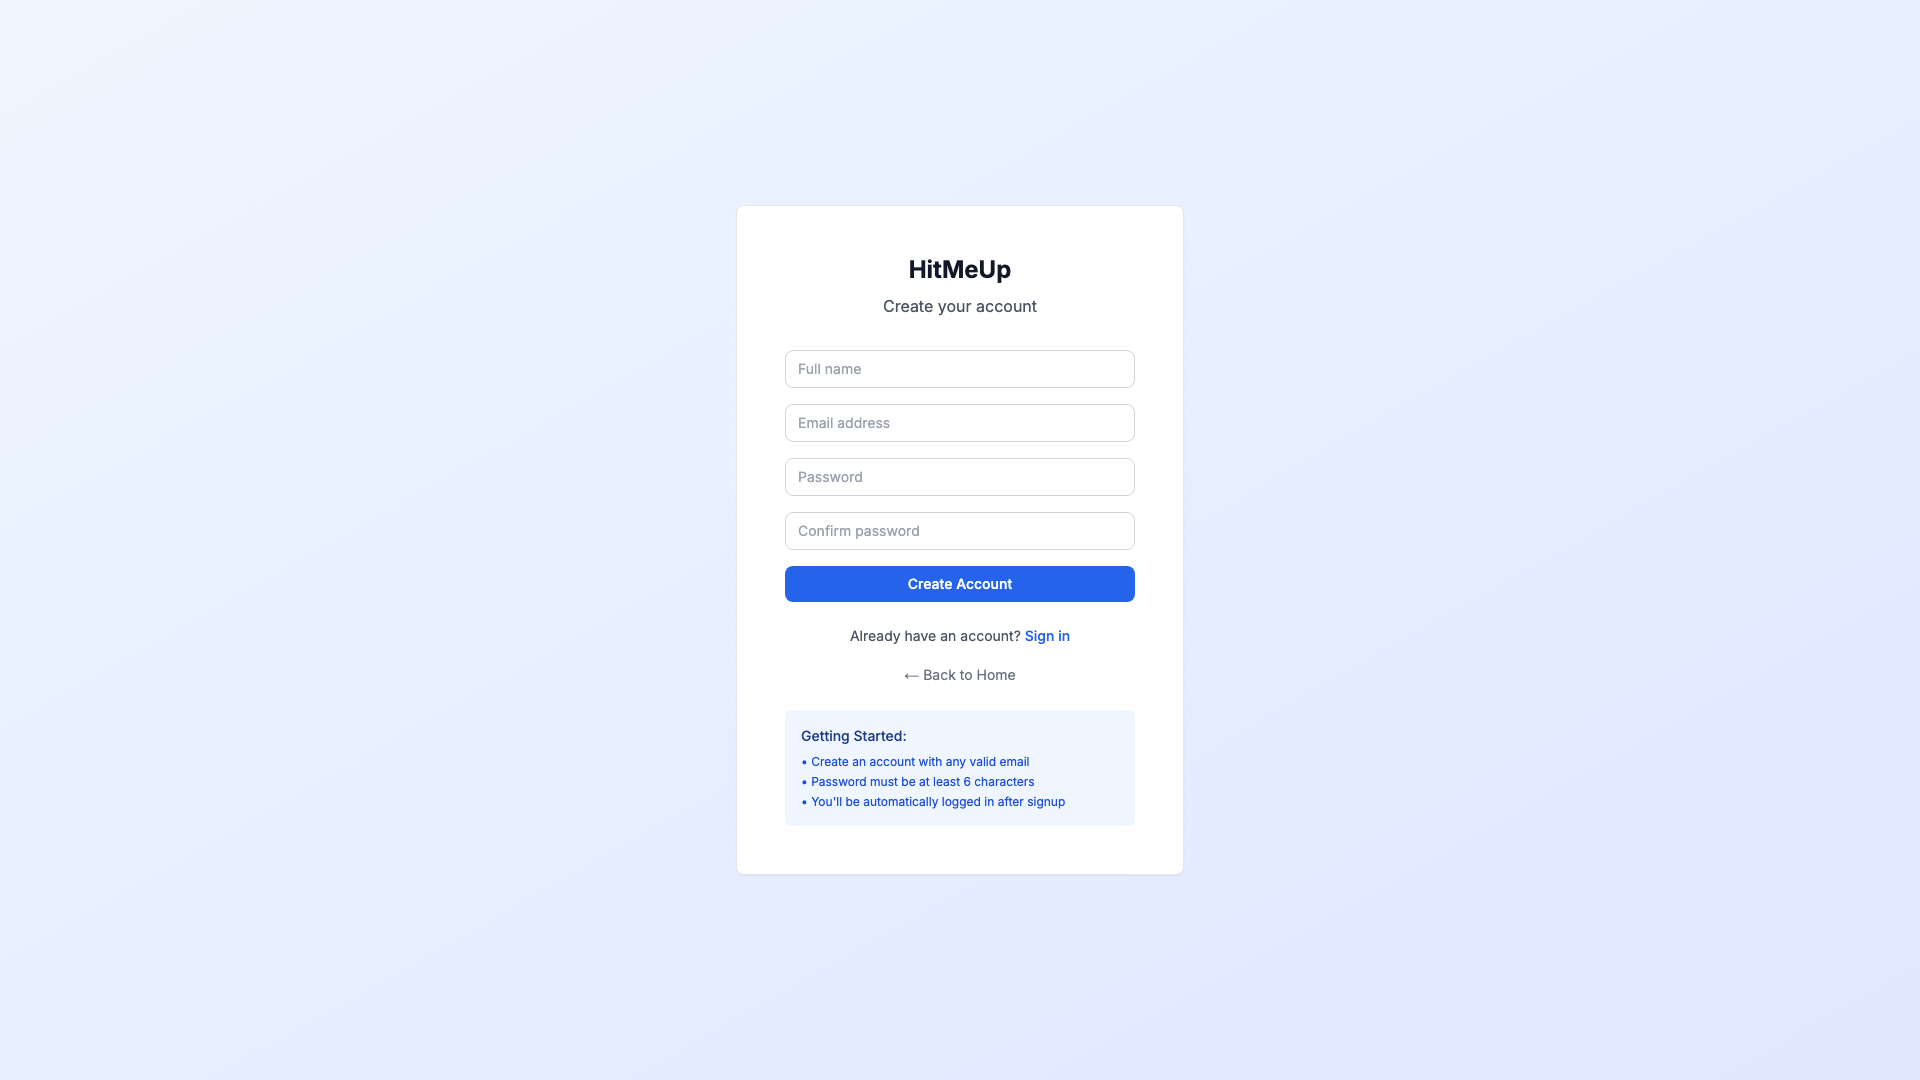 HitMeUp
Create your account
Full name
Email address
Password
Confirm password
Create Account
Already have an account? Sign in
← Back to Home
Getting Started:
• Create an account with any valid email
• Password must be at least 6 characters
• You'll be automatically logged in after signup